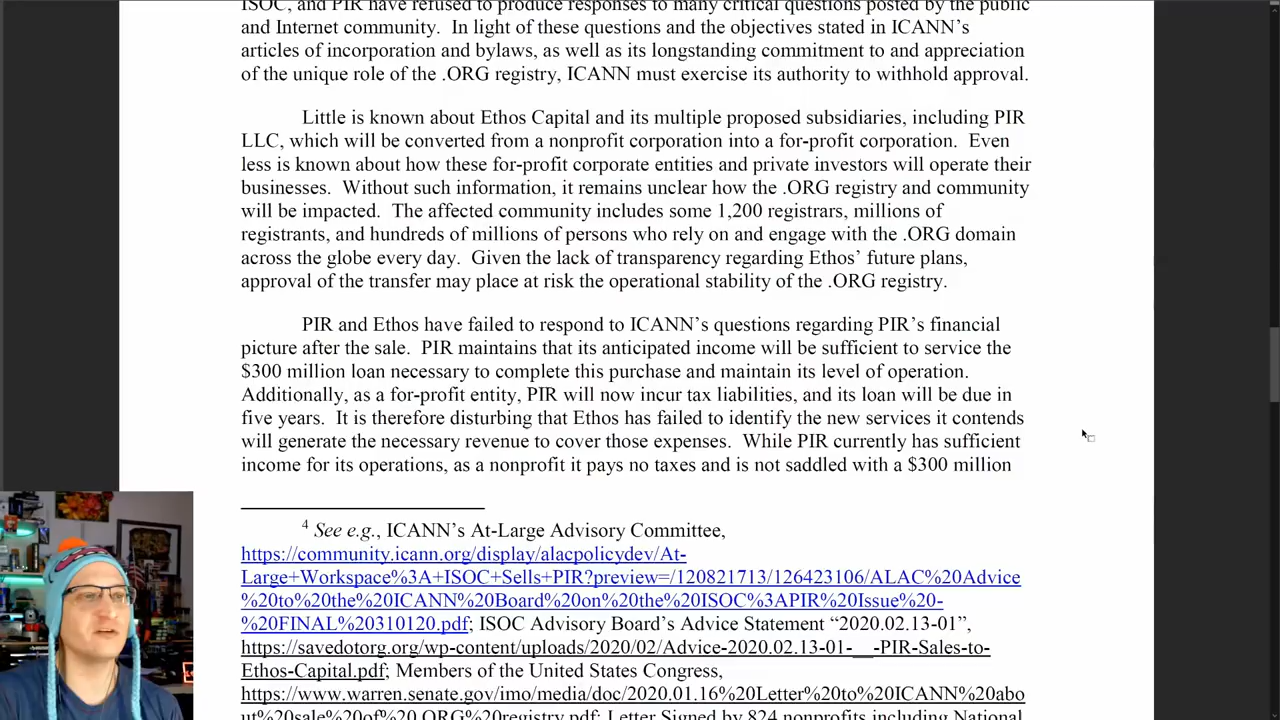 ISOC, and PIR have refused to produce responses to many critical questions posted by the public
and Internet community.  In light of these questions and the objectives stated in ICANN’s
articles of incorporation and bylaws, as well as its longstanding commitment to and appreciation
of the unique role of the .ORG registry, ICANN must exercise its authority to withhold approval.
Little is known about Ethos Capital and its multiple proposed subsidiaries, including PIR
LLC, which will be converted from a nonprofit corporation into a for-profit corporation.  Even
less is known about how these for-profit corporate entities and private investors will operate their
businesses.  Without such information, it remains unclear how the .ORG registry and community
will be impacted.  The affected community includes some 1,200 registrars, millions of
registrants, and hundreds of millions of persons who rely on and engage with the .ORG domain
across the globe every day.  Given the lack of transparency regarding Ethos’ future plans,
approval of the transfer may place at risk the operational stability of the .ORG registry.
PIR and Ethos have failed to respond to ICANN’s questions regarding PIR’s financial
picture after the sale.  PIR maintains that its anticipated income will be sufficient to service the
$300 million loan necessary to complete this purchase and maintain its level of operation.
Additionally, as a for-profit entity, PIR will now incur tax liabilities, and its loan will be due in
five years.  It is therefore disturbing that Ethos has failed to identify the new services it contends
will generate the necessary revenue to cover those expenses.  While PIR currently has sufficient
income for its operations, as a nonprofit it pays no taxes and is not saddled with a $300 million
4 See e.g., ICANN’s At-Large Advisory Committee,
https://community.icann.org/display/alacpolicydev/At-
Large+Workspace%3A+ISOC+Sells+PIR?preview=/120821713/126423106/ALAC%20Advice
%20to%20the%20ICANN%20Board%20on%20the%20ISOC%3APIR%20Issue%20-
%20FINAL%20310120.pdf; ISOC Advisory Board’s Advice Statement “2020.02.13-01”,
https://savedotorg.org/wp-content/uploads/2020/02/Advice-2020.02.13-01-__-PIR-Sales-to-
Ethos-Capital.pdf; Members of the United States Congress,
https://www.warren.senate.gov/imo/media/doc/2020.01.16%20Letter%20to%20ICANN%20abo
ut%20sale%20of%20.ORG%20registry.pdf; Letter Signed by 824 nonprofits including National